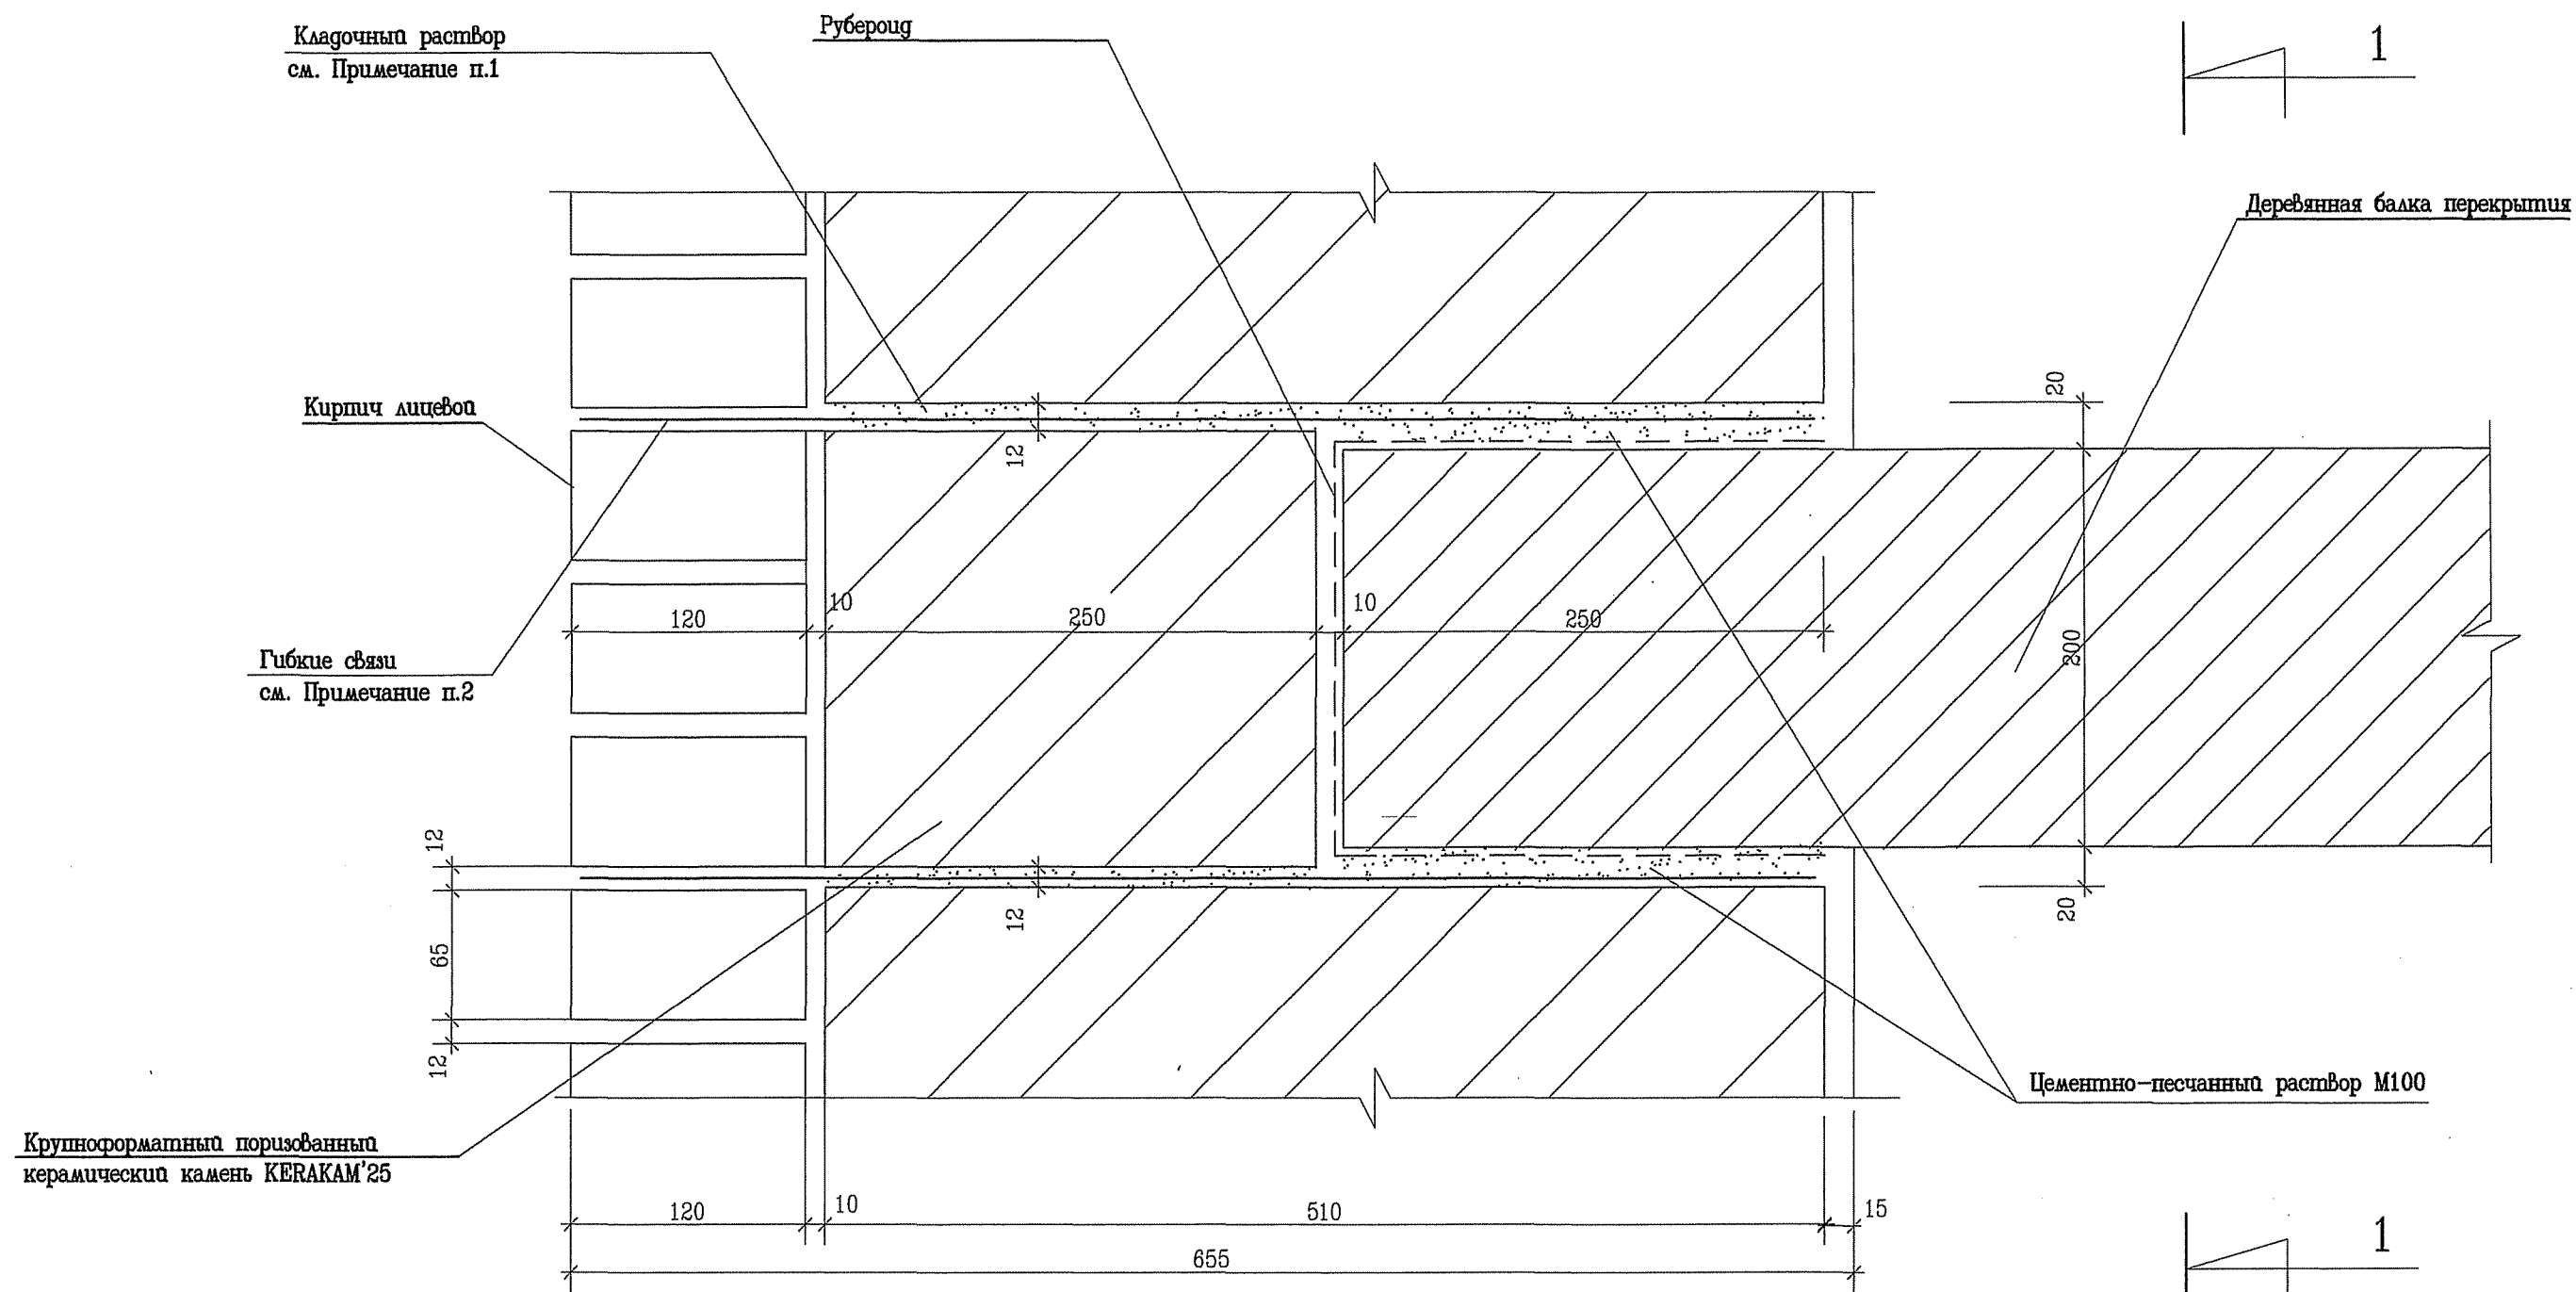 Рубероид
Кладочный раствор
см. Примечание п.1
1
Деревянная балка перекрытия
20
Кирпич лицевой
12
10
10
120
250
250
200
Гибкие связи
см. Примечание п.2
12
12
20
65
12
Цементно-песчанный раствор М100
Крупноформатный поризованный
керамический камень KERAKAM'25
10
120
510
15
1
655